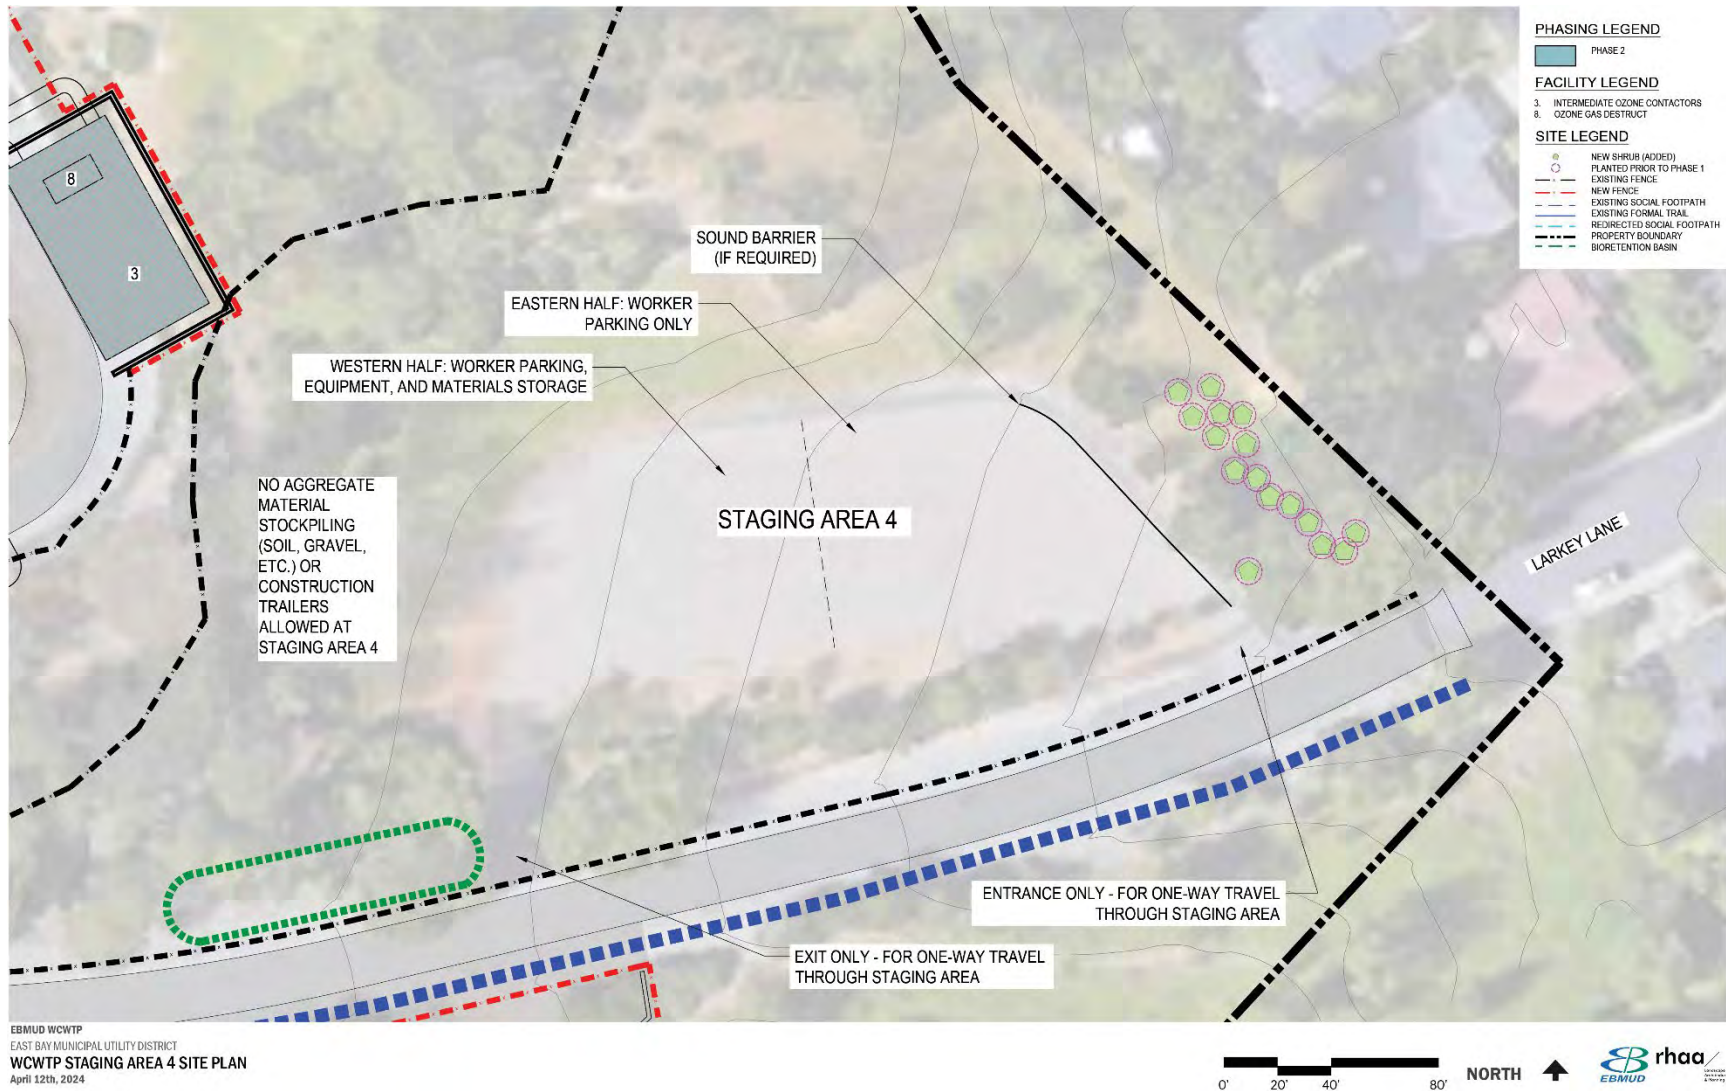 PHASING LEGEND
PHASE 2
FACILITY LEGEND
3. INTERMEDIATE OZONE CONTACTORS
8. OZONE GAS DESTRUCT
SITE LEGEND
NEW SHRUB (ADDED)
PLANTED PRIOR TO PHASE 1
EXISTING FENCE
NEW FENCE
EXISTING SOCIAL FOOTPATH
EXISTING FORMAL TRAIL
REDIRECTED SOCIAL FOOTPATH
PROPERTY BOUNDARY
BIORETENTION BASIN
8
3
SOUND BARRIER
(IF REQUIRED)
EASTERN HALF: WORKER
PARKING ONLY
WESTERN HALF: WORKER PARKING,
EQUIPMENT, AND MATERIALS STORAGE
NO AGGREGATE
MATERIAL
STOCKPILING
(SOIL, GRAVEL,
ETC.) OR
CONSTRUCTION
TRAILERS
ALLOWED AT
STAGING AREA 4
STAGING AREA 4
LARKEY LANE
ENTRANCE ONLY - FOR ONE-WAY TRAVEL
THROUGH STAGING AREA
EXIT ONLY - FOR ONE-WAY TRAVEL
THROUGH STAGING AREA
EBMUD WCWTP
EAST BAY MUNICIPAL UTILITY DISTRICT
WCWTP STAGING AREA 4 SITE PLAN
April 12th, 2024
0' 20' 40' 80'
NORTH
EBMUD
rhaa